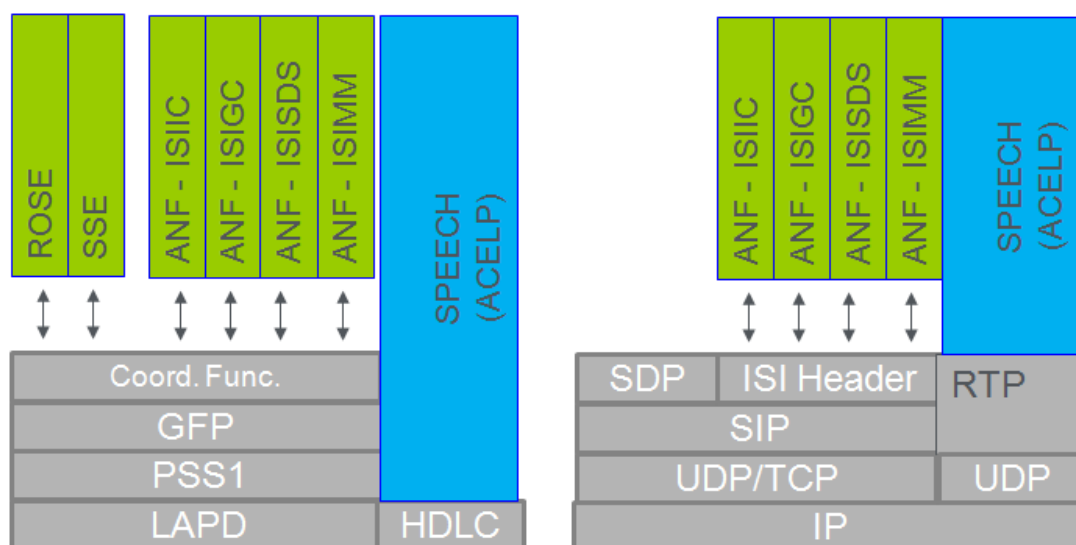 ROSE
SSE
ANF - ISIIC
ANF - ISIGC
ANF - ISISDS
ANF - ISIMM
SPEECH
(ACELP)
Coord. Func.
GFP
PSS1
LAPD
HDLC
ANF - ISIIC
ANF - ISIGC
ANF - ISISDS
ANF - ISIMM
SPEECH
(ACELP)
SDP
ISI Header
RTP
SIP
UDP/TCP
UDP
IP